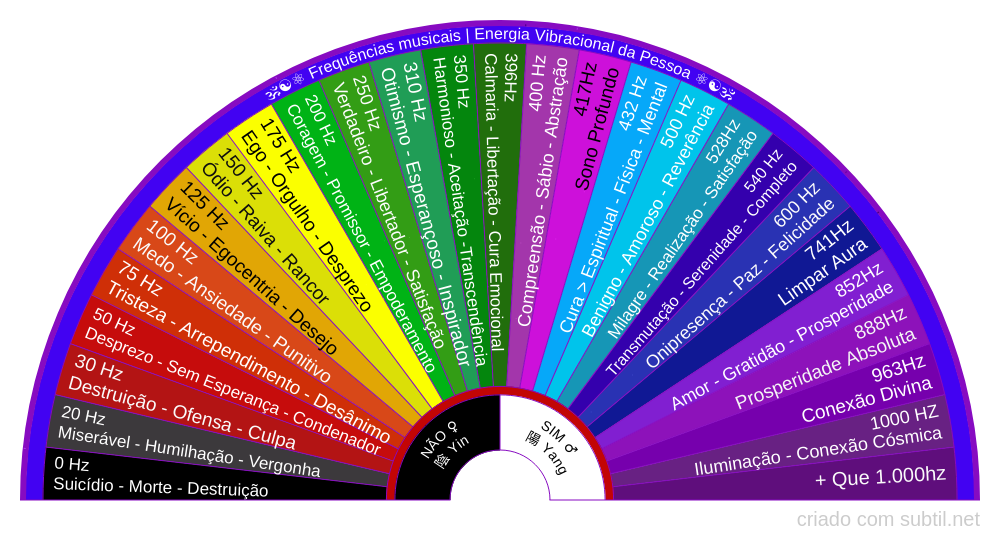 🕉☯⚛ Frequências musicais | Energia Vibracional da Pessoa ⚛☯🕉
0 Hz
Suicídio - Morte - Destruição
20 Hz
Miserável - Humilhação - Vergonha
30 Hz
Destruição - Ofensa - Culpa
50 Hz
Desprezo - Sem Esperança - Condenador
75 Hz
Tristeza - Arrependimento - Desânimo
100 Hz
Medo - Ansiedade - Punitivo
125 Hz
Vício - Egocentria - Desejo
150 Hz
Ódio - Raiva - Rancor
175 Hz
Ego - Orgulho - Desprezo
200 Hz
Coragem - Promissor - Empoderamento
250 Hz
Verdadeiro - Libertador - Satisfação
310 Hz
Otimismo - Esperançoso - Inspirador
350 Hz
Harmonioso - Aceitação -Transcendência
396Hz
Calmaria - Libertação - Cura Emocional
400 Hz
Compreensão - Sábio - Abstração
417Hz
Sono Profundo
432 Hz
Cura > Espiritual - Física - Mental
500 Hz
Benigno - Amoroso - Reverência
528Hz
Milagre - Realização - Satisfação
540 Hz
Transmutação - Serenidade - Completo
600 Hz
Onipresença - Paz - Felicidade
741Hz
Limpar Aura
852Hz
Amor - Gratidão - Prosperidade
888Hz
Prosperidade Absoluta
963Hz
Conexão Divina
1000 HZ
Iluminação - Conexão Cósmica
+ Que 1.000hz
NÃO ♀
陰 Yin
SIM ♂
陽 Yang
criado com subtil.net